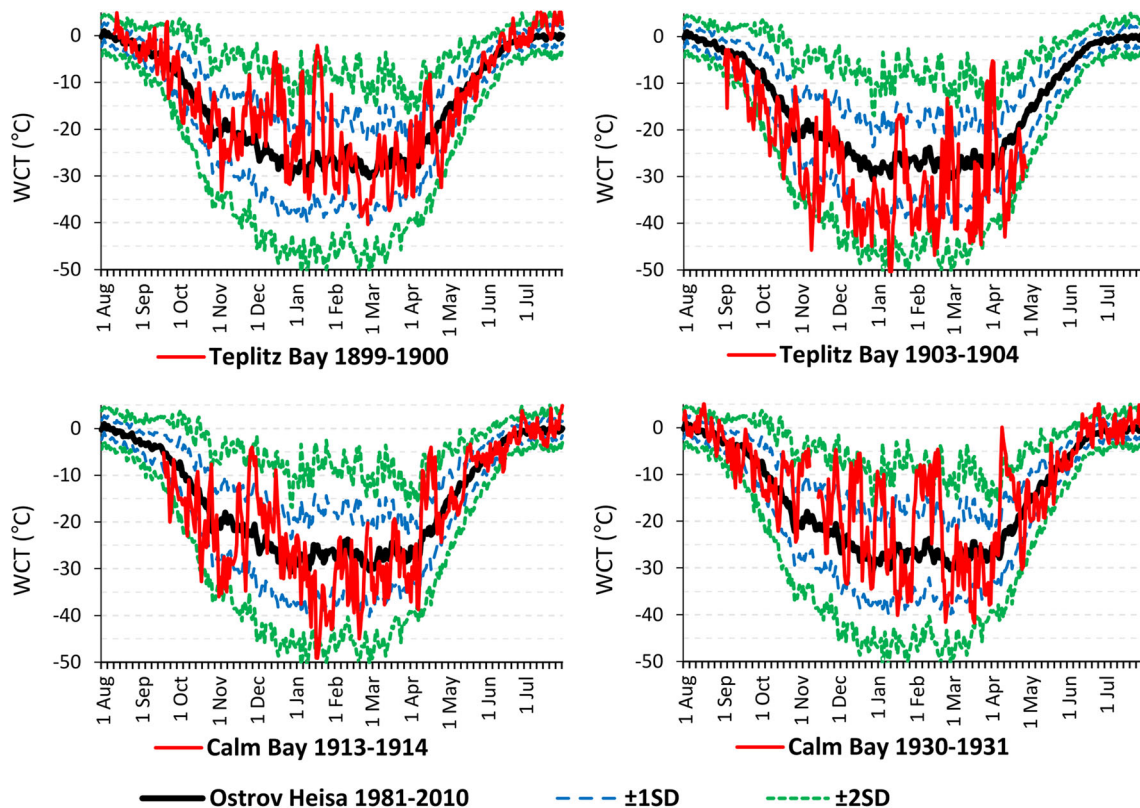 WCT (°C)
0
-10
-20
-30
-40
-50
1 Aug
1 Sep
1 Oct
1 Nov
1 Dec
1 Jan
1 Feb
1 Mar
1 Apr
1 May
1 Jun
1 Jul
Teplitz Bay 1899-1900
WCT (°C)
0
-10
-20
-30
-40
-50
1 Aug
1 Sep
1 Oct
1 Nov
1 Dec
1 Jan
1 Feb
1 Mar
1 Apr
1 May
1 Jun
1 Jul
Teplitz Bay 1903-1904
WCT (°C)
0
-10
-20
-30
-40
-50
1 Aug
1 Sep
1 Oct
1 Nov
1 Dec
1 Jan
1 Feb
1 Mar
1 Apr
1 May
1 Jun
1 Jul
Calm Bay 1913-1914
WCT (°C)
0
-10
-20
-30
-40
-50
1 Aug
1 Sep
1 Oct
1 Nov
1 Dec
1 Jan
1 Feb
1 Mar
1 Apr
1 May
1 Jun
1 Jul
Calm Bay 1930-1931
Ostrov Heisa 1981-2010 ±1SD ±2SD